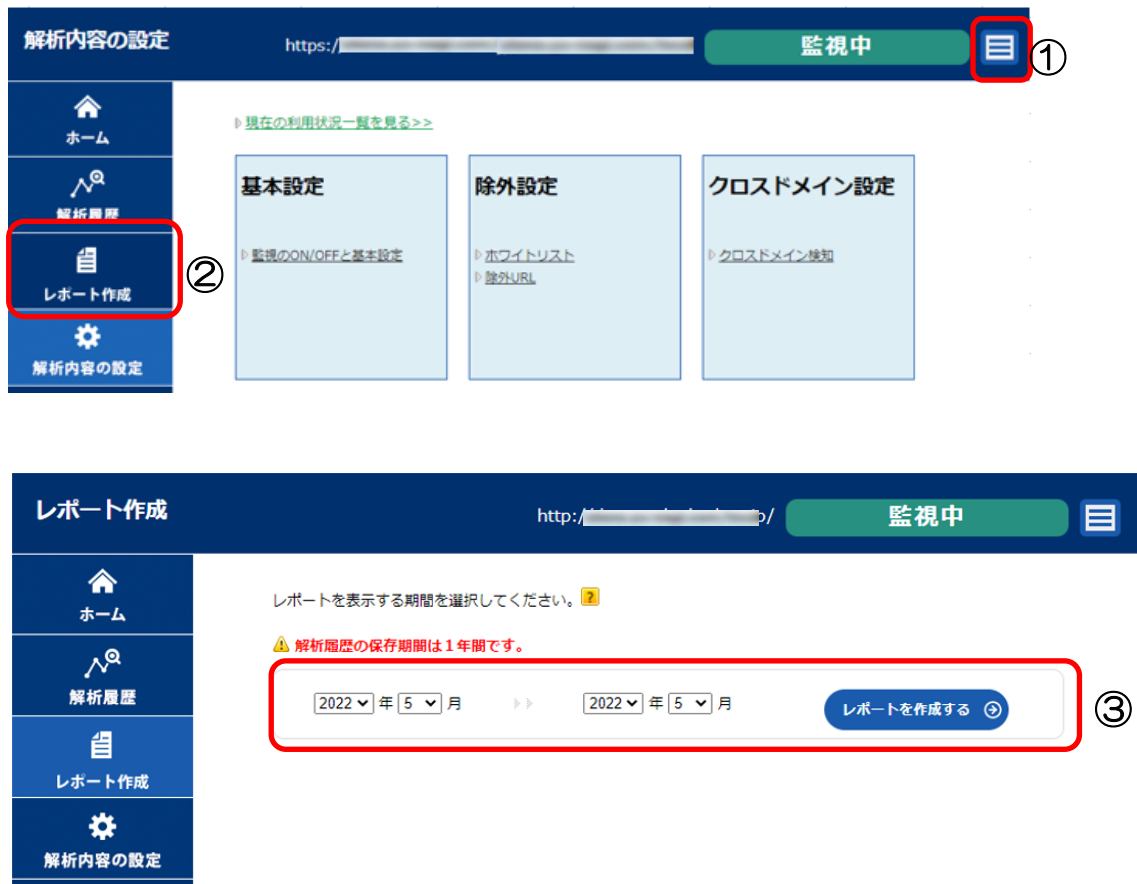 解析内容の設定
https:/
監視中
①
ホーム
解析履歴
②
レポート作成
解析内容の設定
現在の利用状況一覧を見る>>
基本設定
監視のON/OFFと基本設定
除外設定
ホワイトリスト
除外URL
クロスドメイン設定
クロスドメイン検知
レポート作成
http:/
/
監視中
ホーム
解析履歴
レポート作成
解析内容の設定
レポートを表示する期間を選択してください。?
解析履歴の保存期間は1年間です。
2022 年 5 月 2022 年 5 月 レポートを作成する
③